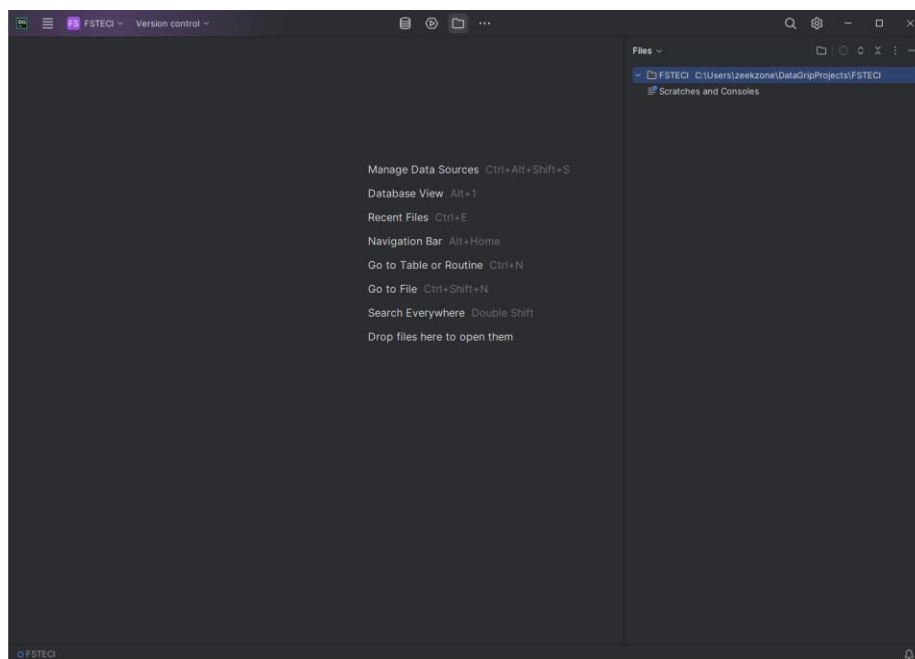 DG
FS FSTECI Version control
Files
FSTECI C:\Users\zeekzone\DataGripProjects\FSTECI
Scratches and Consoles
Manage Data Sources Ctrl+Alt+Shift+S
Database View Alt+1
Recent Files Ctrl+E
Navigation Bar Alt+Home
Go to Table or Routine Ctrl+N
Go to File Ctrl+Shift+N
Search Everywhere Double Shift
Drop files here to open them
FSTECI